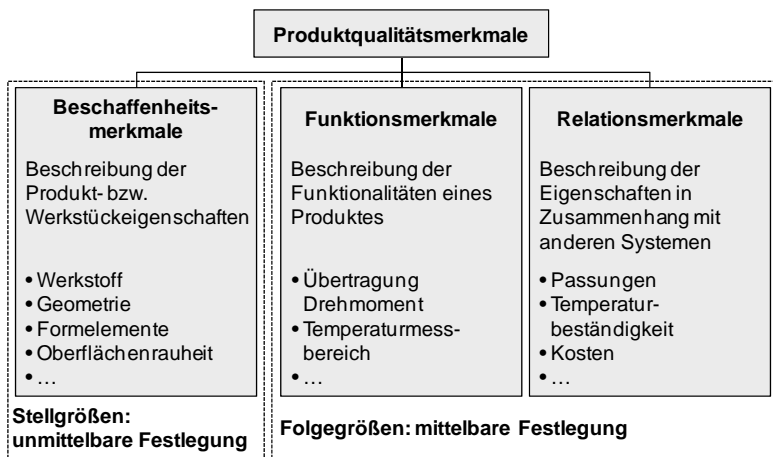 Produktqualitätsmerkmale
Beschaffenheits-
merkmale
Beschreibung der
Produkt- bzw.
Werkstückeigenschaften
• Werkstoff
• Geometrie
• Formelemente
• Oberflächenrauheit
• …
Stellgrößen:
unmittelbare Festlegung
Funktionsmerkmale
Beschreibung der
Funktionalitäten eines
Produktes
• Übertragung
Drehmoment
• Temperaturmess-
bereich
• …
Relationsmerkmale
Beschreibung der
Eigenschaften in
Zusammenhang mit
anderen Systemen
• Passungen
• Temperatur-
beständigkeit
• Kosten
• …
Folgegrößen: mittelbare Festlegung